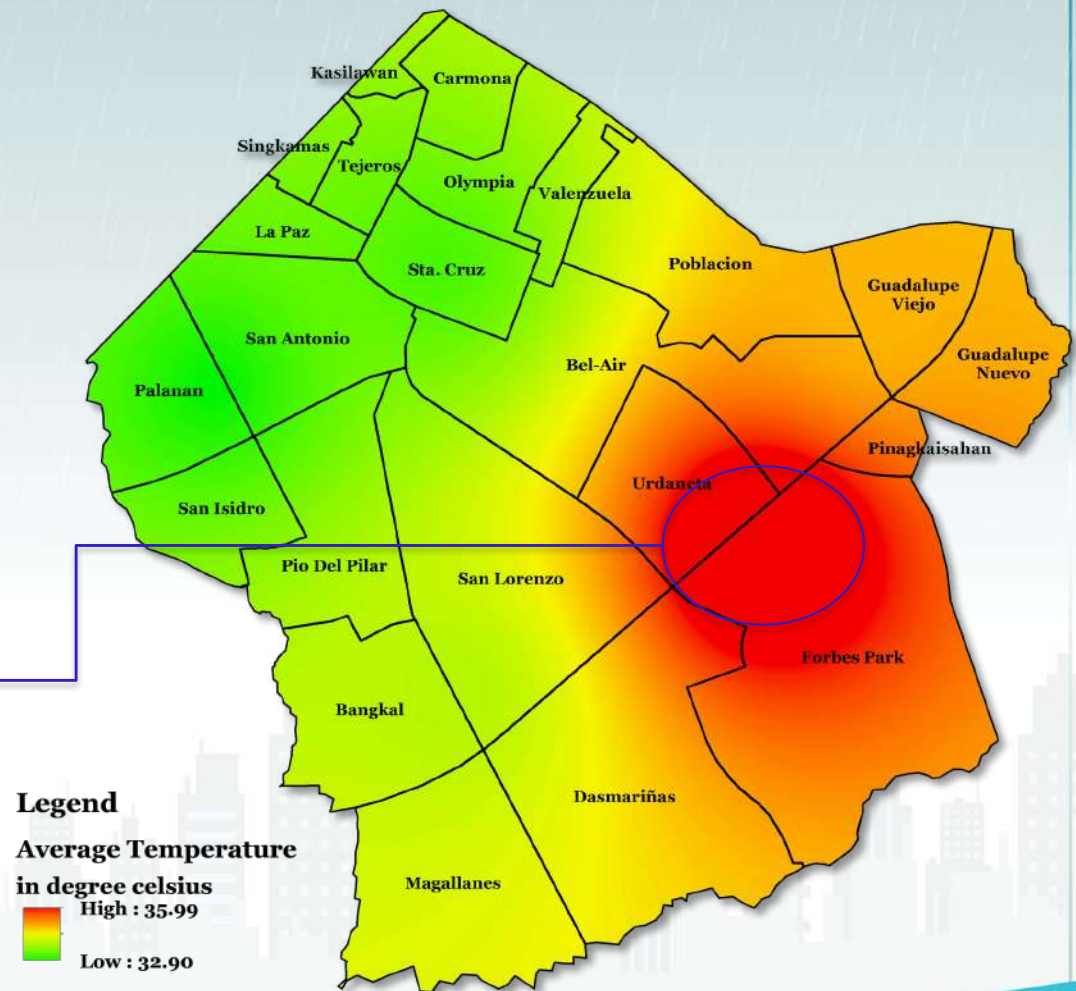 Kasilawan
Carmona
Singkamas
Tejeros
Olympia
Valenzuela
La Paz
Sta. Cruz
Poblacion
Guadalupe
Viejo
San Antonio
Guadalupe
Nuevo
Bel-Air
Palanan
Pinagkaisahan
Urdaneta
San Isidro
Pio Del Pilar
San Lorenzo
Forbes Park
Bangkal
Dasmariñas
Magallanes
Legend
Average Temperature
in degree celsius
High : 35.99
Low : 32.90